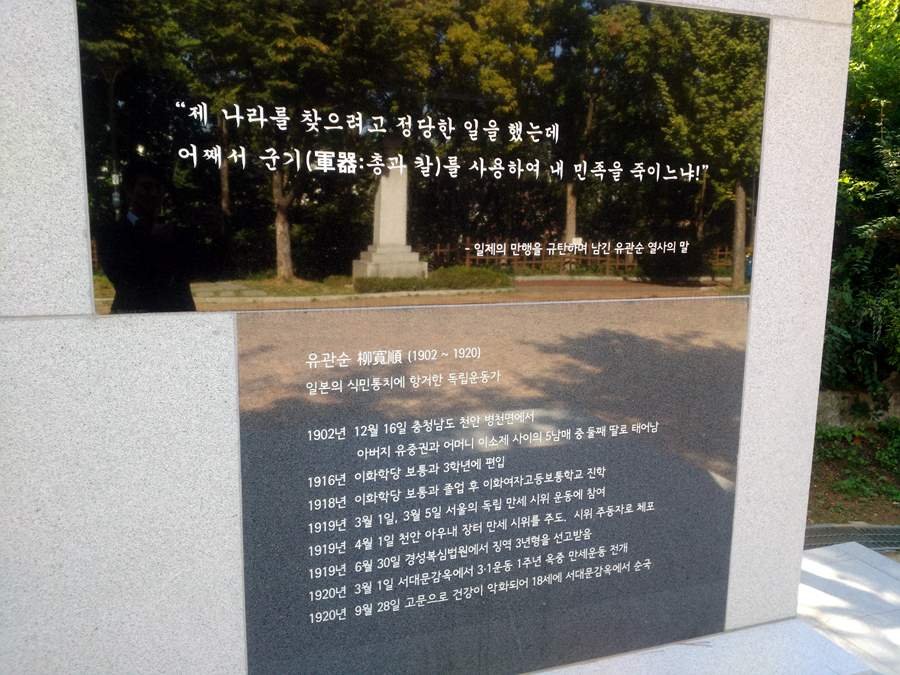 “제 나라를 찾으려고 정당한 일을 했는데
어째서 군기(軍器:총과 칼)를 사용하여 내 민족을 죽이느냐!”
- 일제의 만행을 규탄하며 남긴 유관순 열사의 말
유관순 柳寬順 (1902 ~ 1920)
일본의 식민통치에 항거한 독립운동가
1902년 12월 16일 충청남도 천안 병천면에서
아버지 유중권과 어머니 이소제 사이의 5남매 중 둘째 딸로 태어남
1916년 이화학당 보통과 3학년에 편입
1918년 이화학당 보통과 졸업 후 이화여자고등보통학교 진학
1919년 3월 1일, 3월 5일 서울의 독립 만세 시위 운동에 참여
1919년 4월 1일 천안 아우내 장터 만세 시위를 주도. 시위 주동자로 체포
1919년 6월 30일 경성복심법원에서 징역 3년형을 선고받음
1920년 3월 1일 서대문감옥에서 3·1운동 1주년 옥중 만세운동 전개
1920년 9월 28일 고문으로 건강이 악화되어 18세에 서대문감옥에서 순국